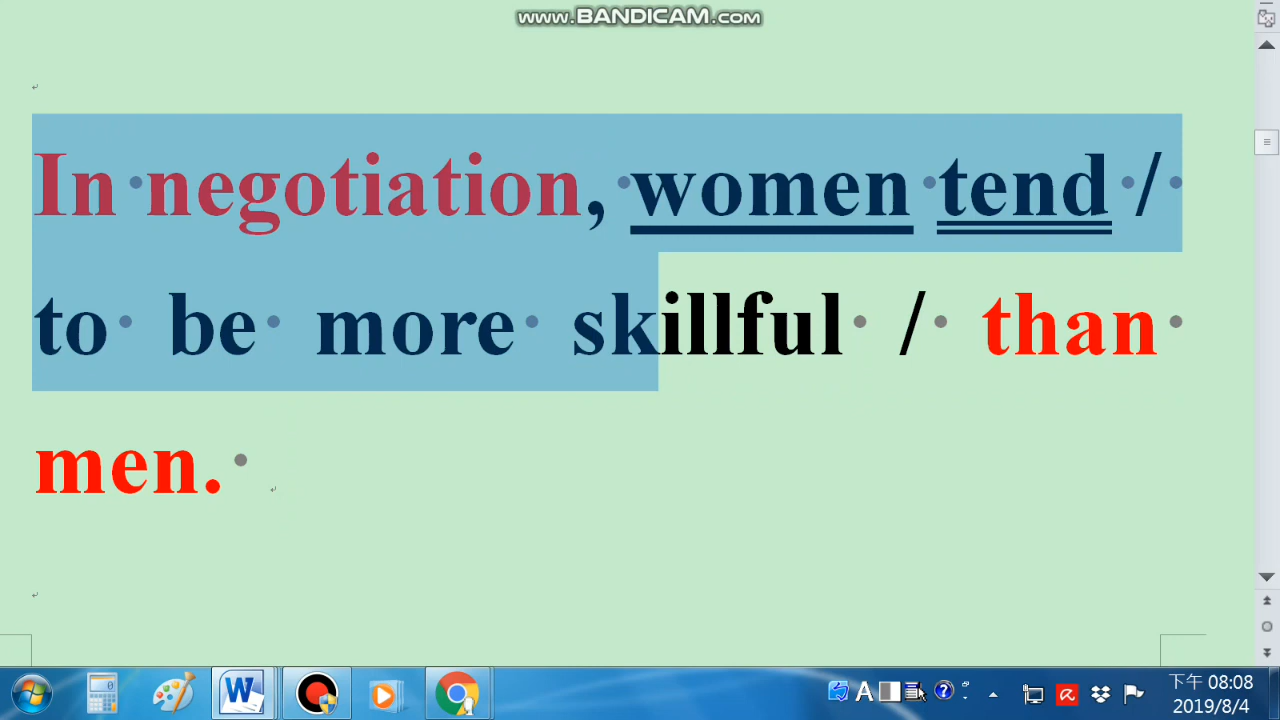 www.BANDICAM.com
In negotiation, women tend /
to be more skillful / than
men.
下午 08:08
2019/8/4